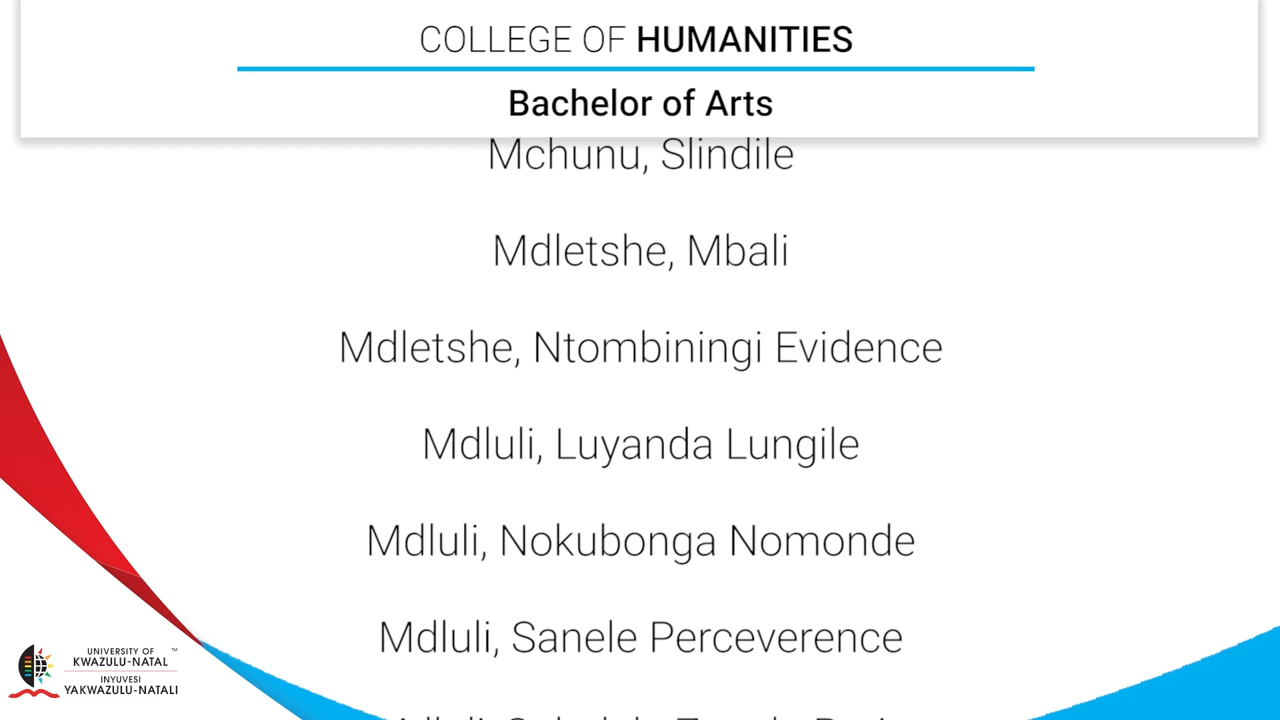 COLLEGE OF HUMANITIES
Bachelor of Arts
Mchunu, Slindile
Mdletshe, Mbali
Mdletshe, Ntombiningi Evidence
Mdluli, Luyanda Lungile
Mdluli, Nokubonga Nomonde
Mdluli, Sanele Perceverence
UNIVERSITY OF ™
KWAZULU-NATAL
INYUVESI
YAKWAZULU-NATALI